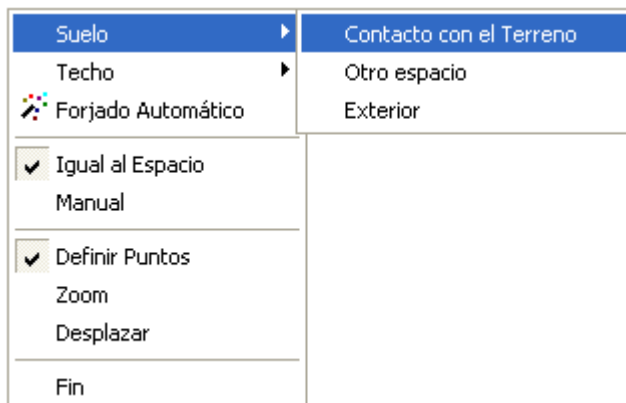 Suelo
Contacto con el Terreno
Techo
Otro espacio
Forjado Automático
Exterior
Igual al Espacio
Manual
Definir Puntos
Zoom
Desplazar
Fin